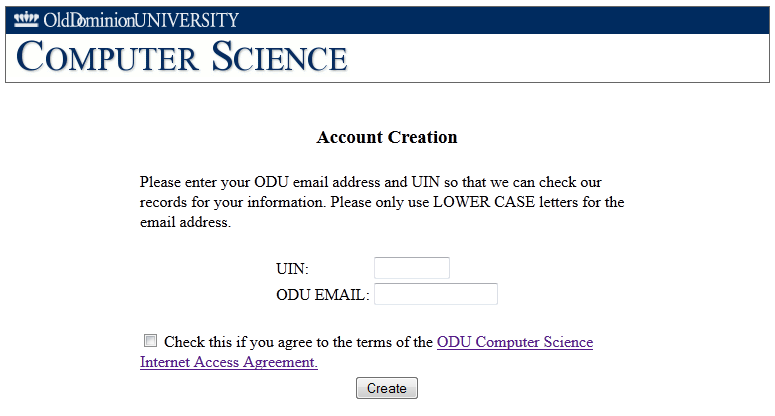 OldDominionUNIVERSITY
COMPUTER SCIENCE
Account Creation
Please enter your ODU email address and UIN so that we can check our
records for your information. Please only use LOWER CASE letters for the
email address.
UIN:
ODU EMAIL:
Check this if you agree to the terms of the ODU Computer Science
Internet Access Agreement.
Create